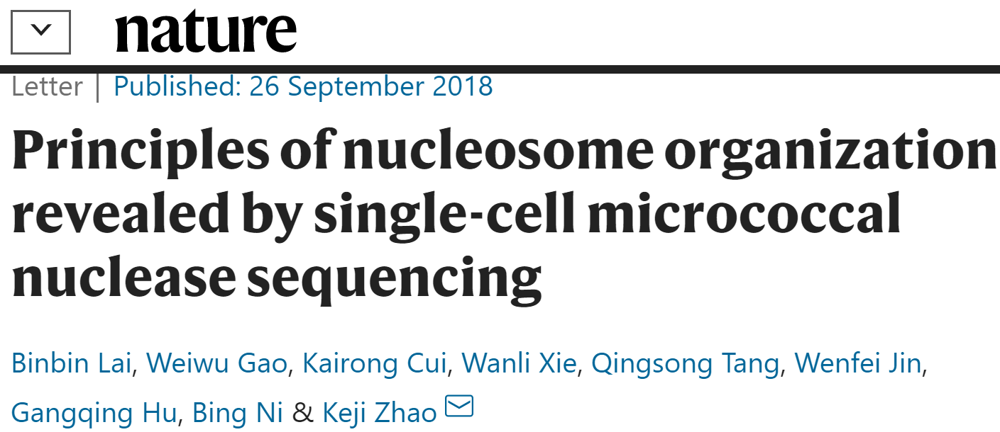 nature
Letter | Published: 26 September 2018
Principles of nucleosome organization
revealed by single-cell micrococcal
nuclease sequencing
Binbin Lai, Weiwu Gao, Kairong Cui, Wanli Xie, Qingsong Tang, Wenfei Jin,
Gangqing Hu, Bing Ni & Keji Zhao